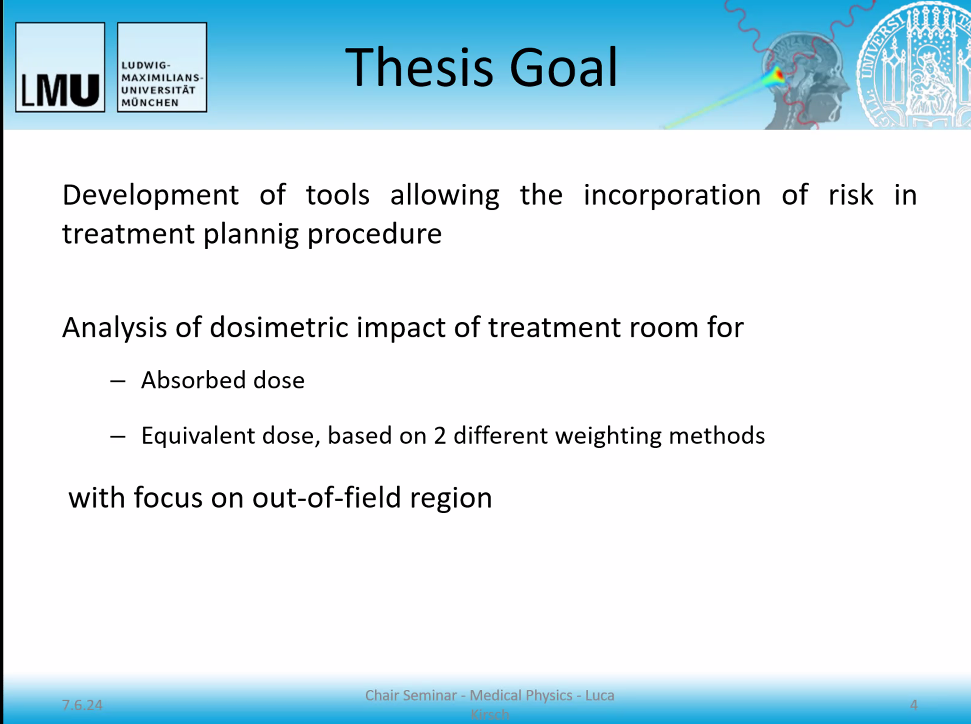 LMU
LUDWIG-
MAXIMILIANS-
UNIVERSITÄT
MÜNCHEN
Thesis Goal
Development of tools allowing the incorporation of risk in
treatment plannig procedure
Analysis of dosimetric impact of treatment room for
– Absorbed dose
– Equivalent dose, based on 2 different weighting methods
with focus on out-of-field region
7.6.24
Chair Seminar - Medical Physics - Luca
Kirsch
4